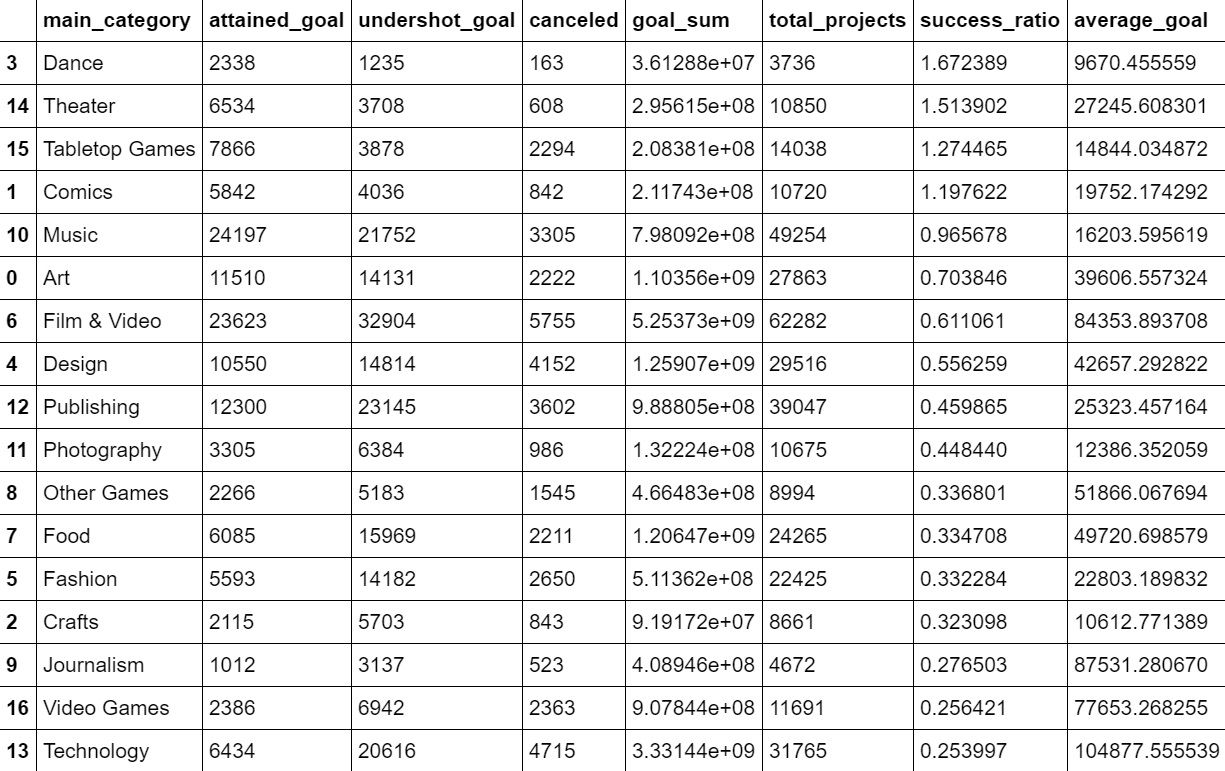 main_category attained_goal undershot_goal canceled goal_sum total_projects success_ratio average_goal
3 Dance 2338 1235 163 3.61288e+07 3736 1.672389 9670.455559
14 Theater 6534 3708 608 2.95615e+08 10850 1.513902 27245.608301
15 Tabletop Games 7866 3878 2294 2.08381e+08 14038 1.274465 14844.034872
1 Comics 5842 4036 842 2.11743e+08 10720 1.197622 19752.174292
10 Music 24197 21752 3305 7.98092e+08 49254 0.965678 16203.595619
0 Art 11510 14131 2222 1.10356e+09 27863 0.703846 39606.557324
6 Film & Video 23623 32904 5755 5.25373e+09 62282 0.611061 84353.893708
4 Design 10550 14814 4152 1.25907e+09 29516 0.556259 42657.292822
12 Publishing 12300 23145 3602 9.88805e+08 39047 0.459865 25323.457164
11 Photography 3305 6384 986 1.32224e+08 10675 0.448440 12386.352059
8 Other Games 2266 5183 1545 4.66483e+08 8994 0.336801 51866.067694
7 Food 6085 15969 2211 1.20647e+09 24265 0.334708 49720.698579
5 Fashion 5593 14182 2650 5.11362e+08 22425 0.332284 22803.189832
2 Crafts 2115 5703 843 9.19172e+07 8661 0.323098 10612.771389
9 Journalism 1012 3137 523 4.08946e+08 4672 0.276503 87531.280670
16 Video Games 2386 6942 2363 9.07844e+08 11691 0.256421 77653.268255
13 Technology 6434 20616 4715 3.33144e+09 31765 0.253997 104877.555539